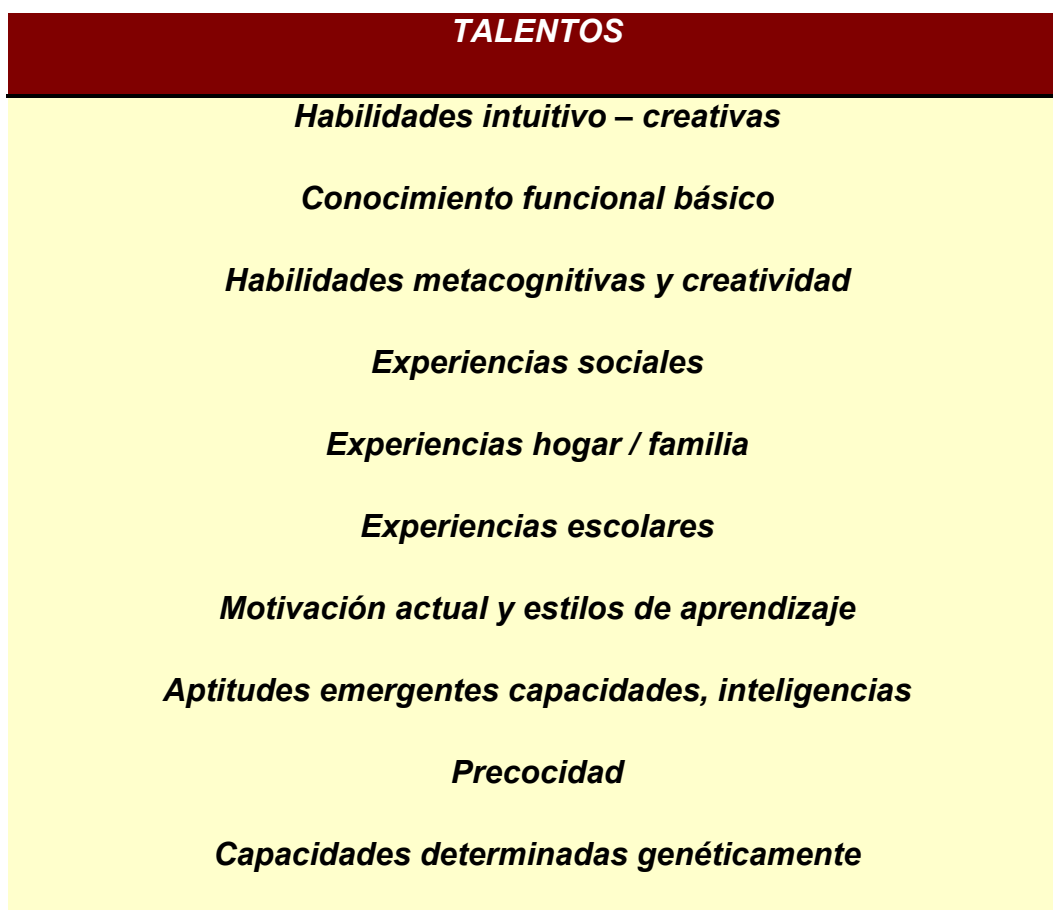 TALENTOS
Habilidades intuitivo – creativas
Conocimiento funcional básico
Habilidades metacognitivas y creatividad
Experiencias sociales
Experiencias hogar / familia
Experiencias escolares
Motivación actual y estilos de aprendizaje
Aptitudes emergentes capacidades, inteligencias
Precocidad
Capacidades determinadas genéticamente